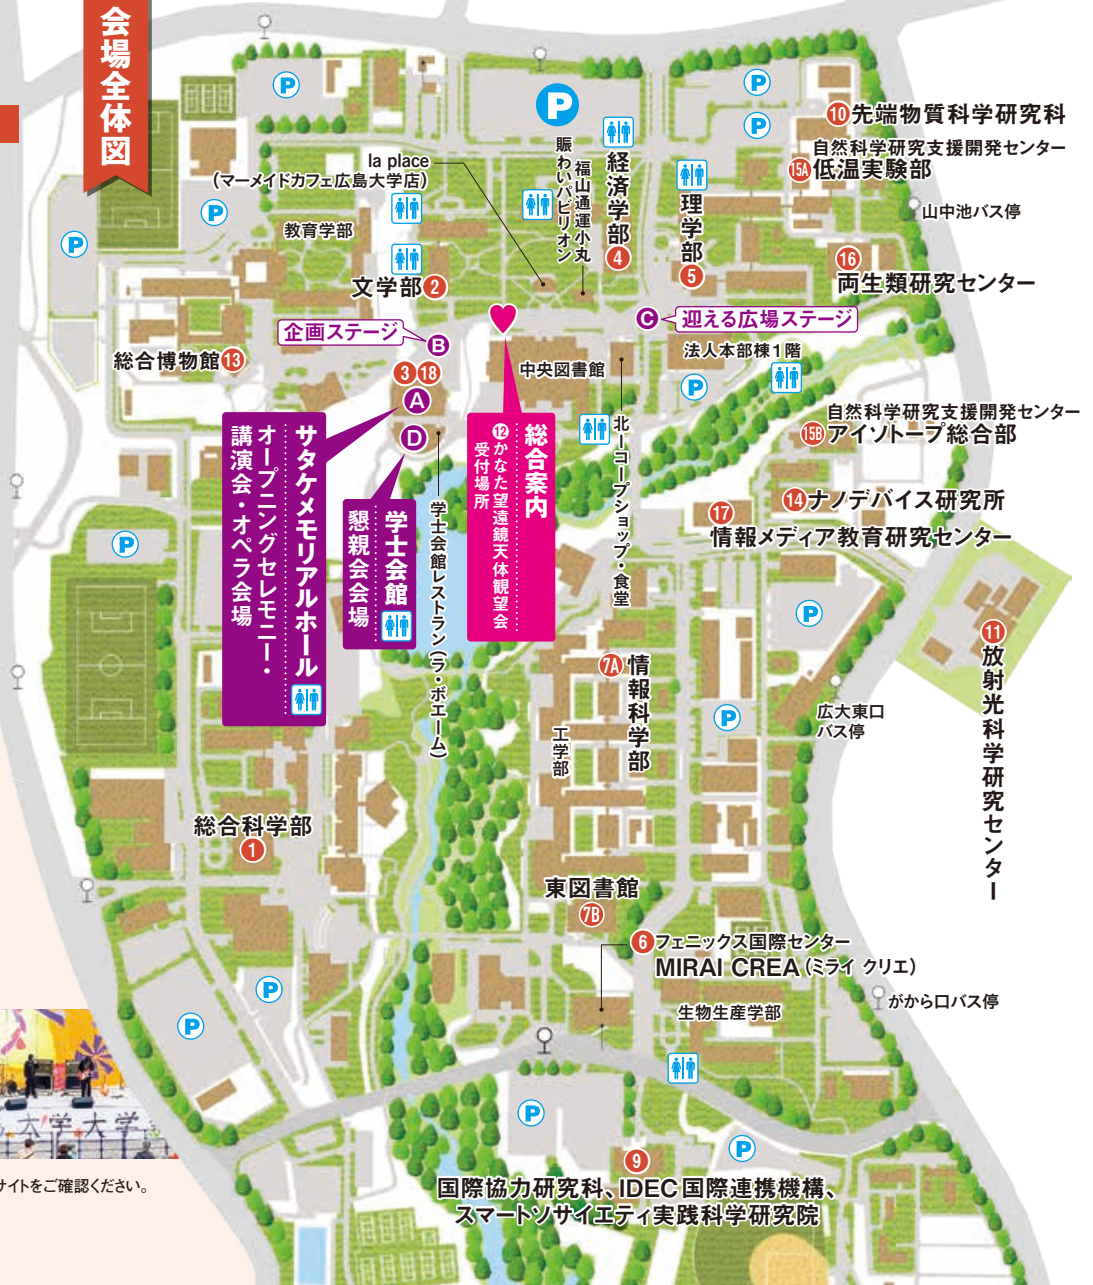 会場全体図
P
P
P
P
10 先端物質科学研究科
自然科学研究支援開発センター
15A 低温実験部
山中池バス停
la place
(マーメイドカフェ広島大学店)
賑わいパビリオン
福山通運小丸
経済学部
4
理学部
5
P
P
教育学部
文学部 2
16
両生類研究センター
企画ステージ
B
C 迎える広場ステージ
総合博物館 13
3 18
A
D
中央図書館
法人本部棟1階
P
北一コープショップ・食堂
自然科学研究支援開発センター
15B アイソトープ総合部
14 ナノデバイス研究所
17
情報メディア教育研究センター
サタケメモリアルホール
オープニングセレモニー・
講演会・オペラ会場
学士会館
懇親会会場
学士会館レストラン(ラ・ボエーム)
総合案内
⑫かなた望遠鏡天体観望会
受付場所
P
P
11
放射光科学研究センター
7A 情報科学部
工学部
P
広大東口
バス停
総合科学部
1
東図書館
7B
6 フェニックス国際センター
MIRAI CREA (ミライ クリエ)
がから口バス停
生物生産学部
P
P
P
P
9
国際協力研究科、IDEC国際連携機構、
スマートソサイエティ実践科学研究院
大学大学
サイトをご確認ください。